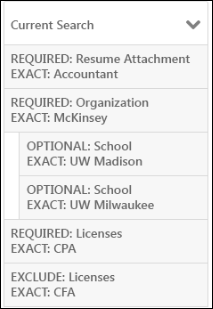 Current Search
REQUIRED: Resume Attachment
EXACT: Accountant
REQUIRED: Organization
EXACT: McKinsey
OPTIONAL: School
EXACT: UW Madison
OPTIONAL: School
EXACT: UW Milwaukee
REQUIRED: Licenses
EXACT: CPA
EXCLUDE: Licenses
EXACT: CFA